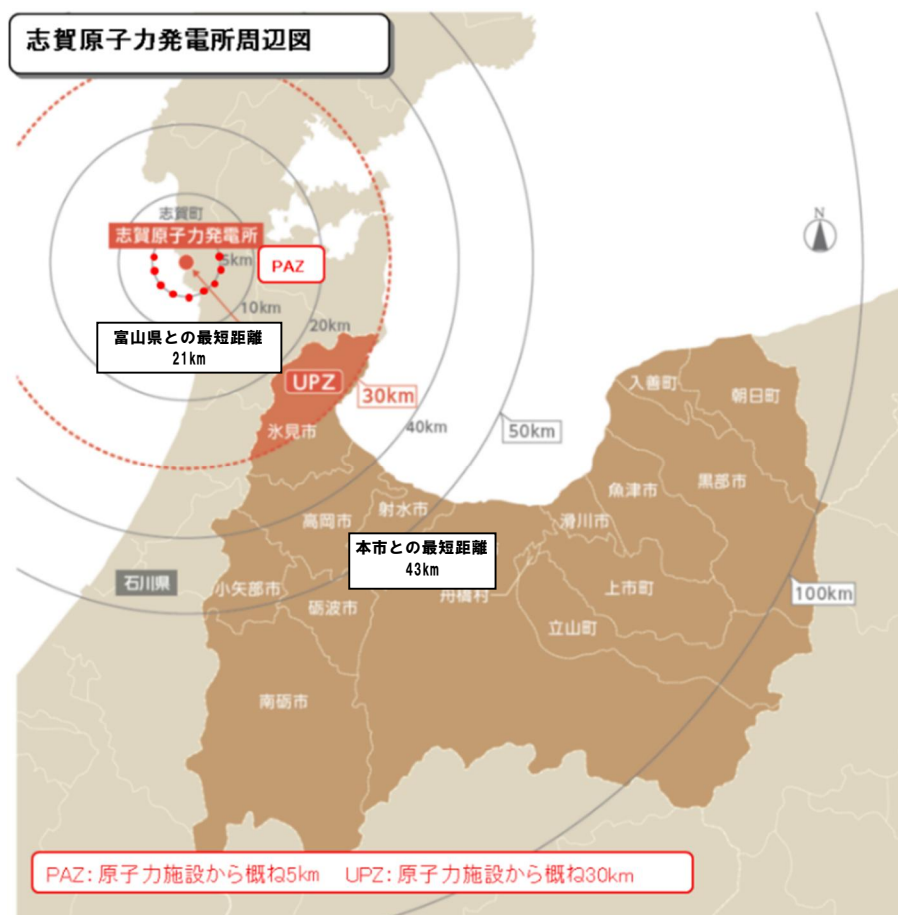 志賀原子力発電所周辺図
N
志賀町
志賀原子力発電所
5km
PAZ
10km
20km
富山県との最短距離
21km
UPZ
30km
入善町
朝日町
40km
50km
氷見市
黒部市
魚津市
射水市
高岡市
滑川市
本市との最短距離
43km
石川県
小矢部市
舟橋村
上市町
100km
砺波市
立山町
南砺市
PAZ:原子力施設から概ね5km UPZ:原子力施設から概ね30km